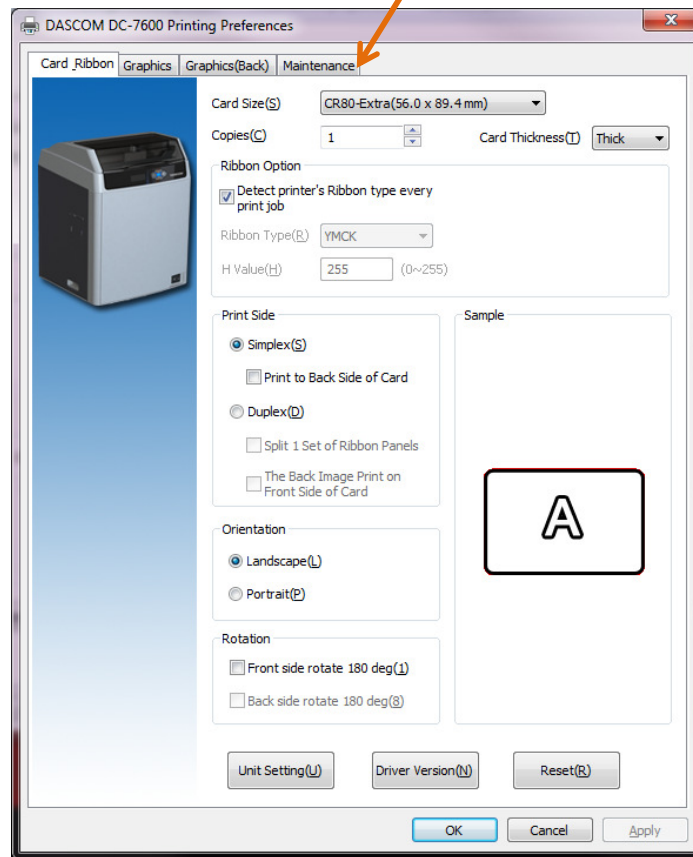 DASCOM DC-7600 Printing Preferences
Card_Ribbon Graphics Graphics(Back) Maintenance
Card Size(S) CR80-Extra(56.0 x 89.4 mm)
Copies(C) 1 Card Thickness(T) Thick
Ribbon Option
Detect printer's Ribbon type every
print job
Ribbon Type(R) YMCK
H Value(H) 255 (0~255)
Print Side Sample
Simplex(S)
Print to Back Side of Card
Duplex(D)
Split 1 Set of Ribbon Panels
The Back Image Print on
Front Side of Card
A
Orientation
Landscape(L)
Portrait(P)
Rotation
Front side rotate 180 deg(1)
Back side rotate 180 deg(8)
Unit Setting(U) Driver Version(N) Reset(R)
OK Cancel Apply